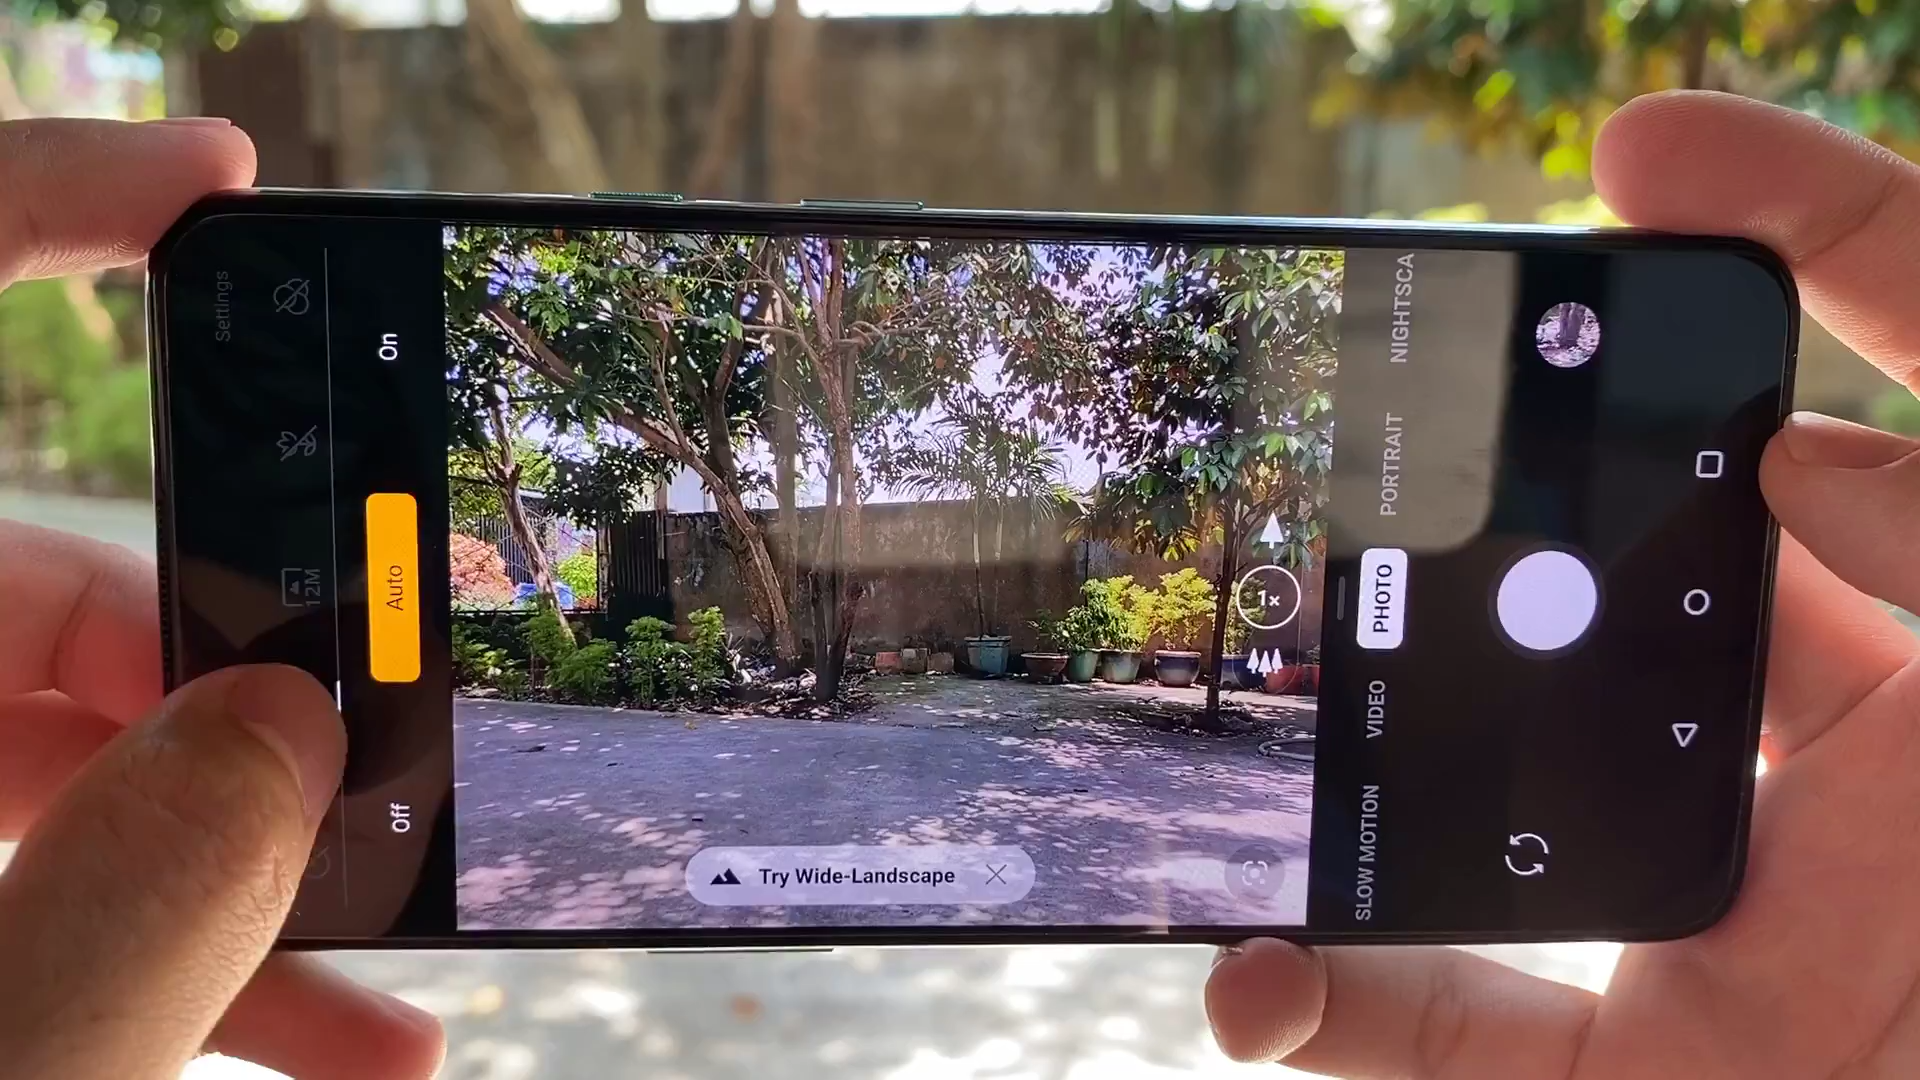 Settings
12M
On
Auto
Off
1x
Try Wide-Landscape
NIGHTSCA
PORTRAIT
PHOTO
VIDEO
SLOW MOTION